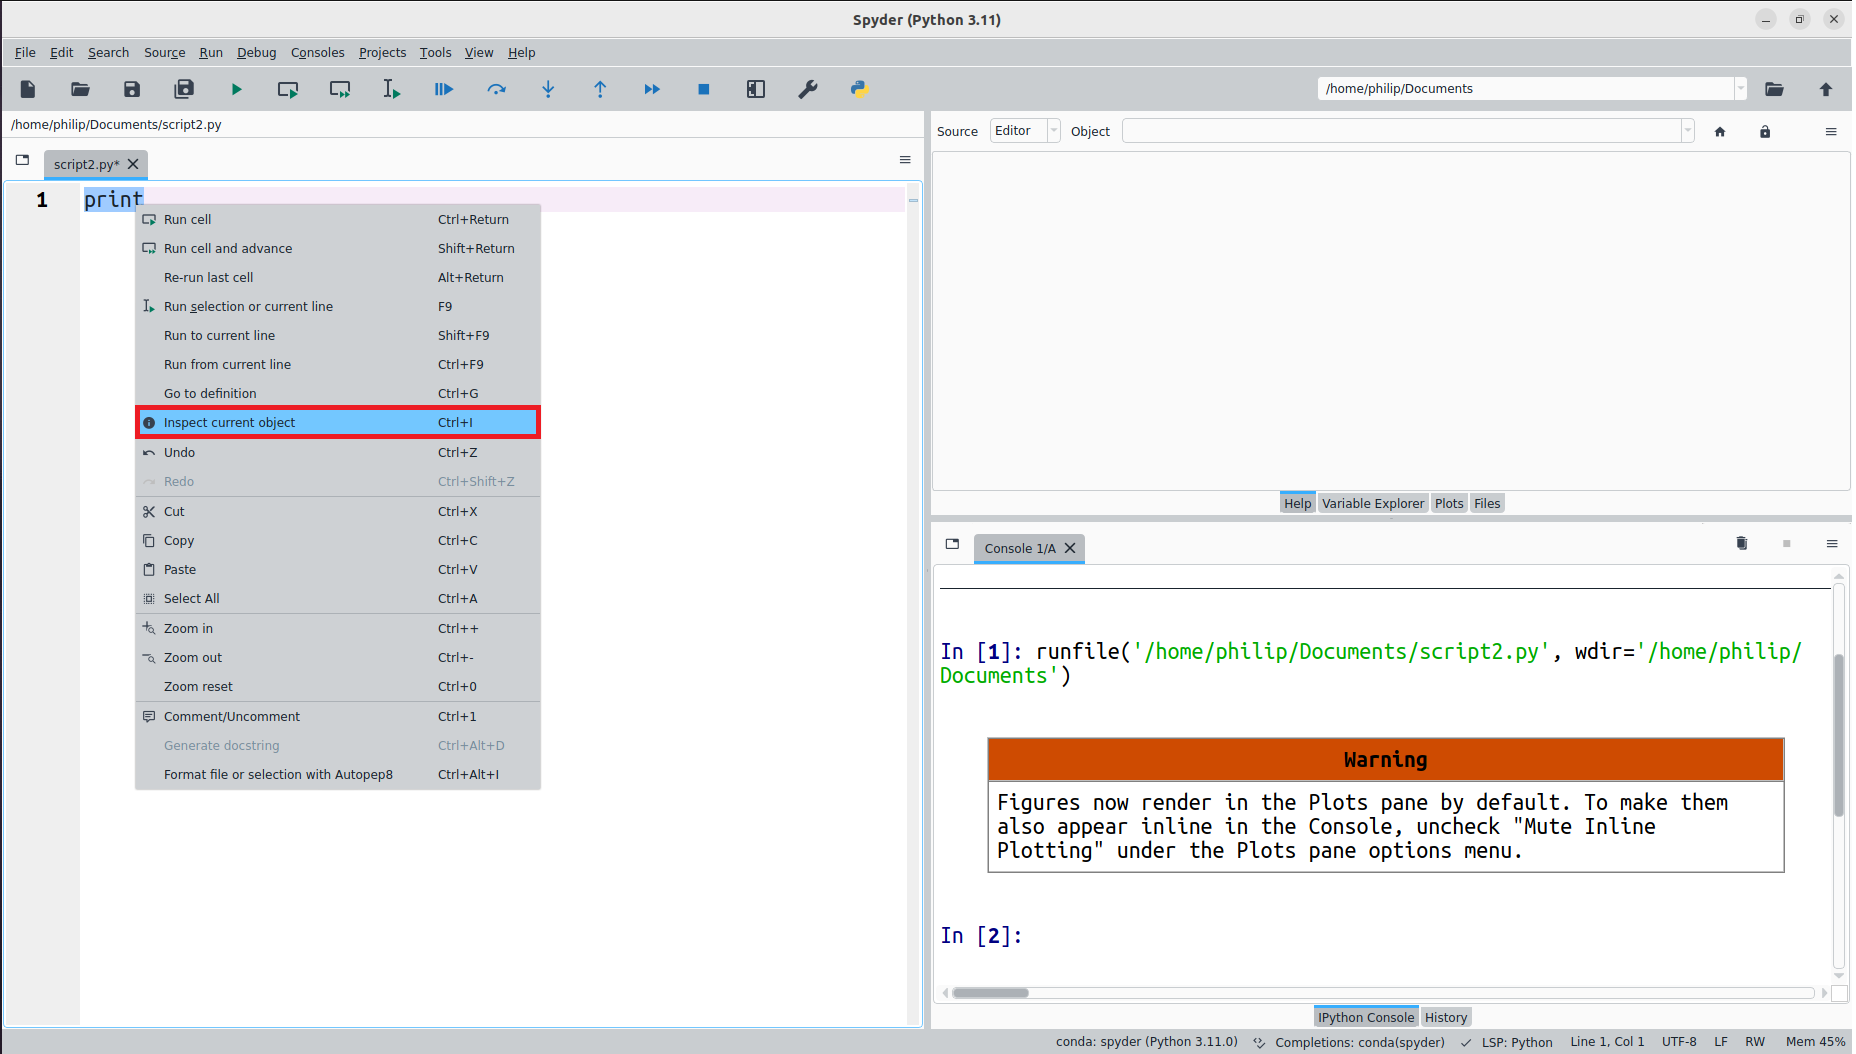 Spyder (Python 3.11)
File Edit Search Source Run Debug Consoles Projects Tools View Help
/home/philip/Documents
/home/philip/Documents/script2.py
Source Editor Object
script2.py*
1 print
Run cell Ctrl+Return
Run cell and advance Shift+Return
Re-run last cell Alt+Return
Run selection or current line F9
Run to current line Shift+F9
Run from current line Ctrl+F9
Go to definition Ctrl+G
Inspect current object Ctrl+I
Undo Ctrl+Z
Redo Ctrl+Shift+Z
Cut Ctrl+X
Copy Ctrl+C
Paste Ctrl+V
Select All Ctrl+A
Zoom in Ctrl++
Zoom out Ctrl+-
Zoom reset Ctrl+0
Comment/Uncomment Ctrl+1
Generate docstring Ctrl+Alt+D
Format file or selection with Autopep8 Ctrl+Alt+I
Help Variable Explorer Plots Files
Console 1/A
In [1]: runfile('/home/philip/Documents/script2.py', wdir='/home/philip/
Documents')
Warning
Figures now render in the Plots pane by default. To make them
also appear inline in the Console, uncheck "Mute Inline
Plotting" under the Plots pane options menu.
In [2]:
IPython Console History
conda: spyder (Python 3.11.0) Completions: conda(spyder) LSP: Python Line 1, Col 1 UTF-8 LF RW Mem 45%